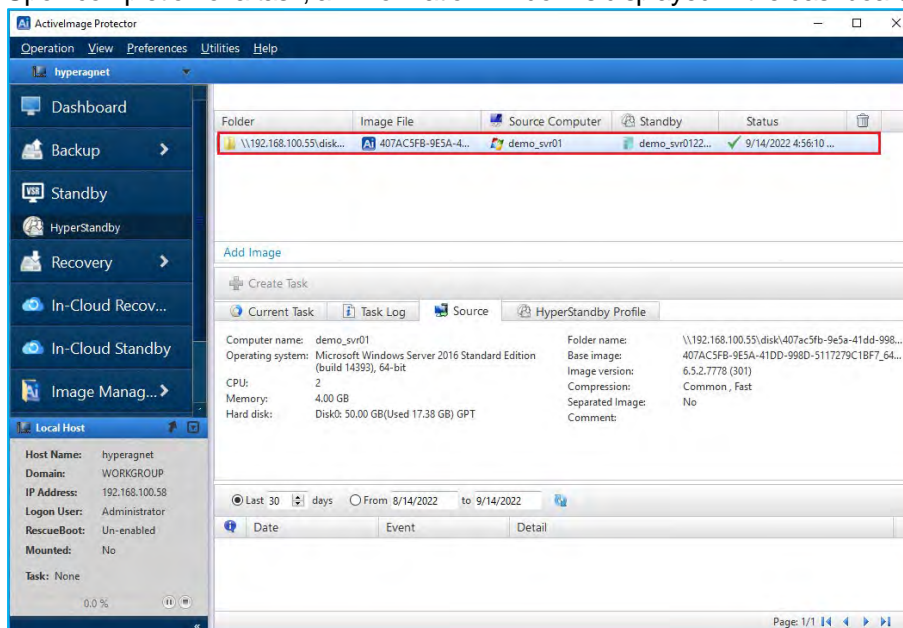 ActiveImage Protector
Operation View Preferences Utilities Help
hyperagnet
Dashboard
Backup
Standby
HyperStandby
Recovery
In-Cloud Recov...
In-Cloud Standby
Image Manag...
Local Host
Host Name: hyperagnet
Domain: WORKGROUP
IP Address: 192.168.100.58
Logon User: Administrator
RescueBoot: Un-enabled
Mounted: No
Task: None
0.0 %
Folder Image File Source Computer Standby Status
\\192.168.100.55\disk... 407AC5FB-9E5A-4... demo_svr01 demo_svr0122... 9/14/2022 4:56:10 ...
Add Image
Create Task
Current Task Task Log Source HyperStandby Profile
Computer name: demo_svr01
Operating system: Microsoft Windows Server 2016 Standard Edition
(build 14393), 64-bit
CPU: 2
Memory: 4.00 GB
Hard disk: Disk0: 50.00 GB(Used 17.38 GB) GPT
Folder name: \\192.168.100.55\disk\407ac5fb-9e5a-41dd-998...
Base image: 407AC5FB-9E5A-41DD-998D-5117279C1BF7_64...
Image version: 6.5.2.7778 (301)
Compression: Common , Fast
Separated Image: No
Comment:
Last 30 days From 8/14/2022 to 9/14/2022
Date Event Detail
Page: 1/1